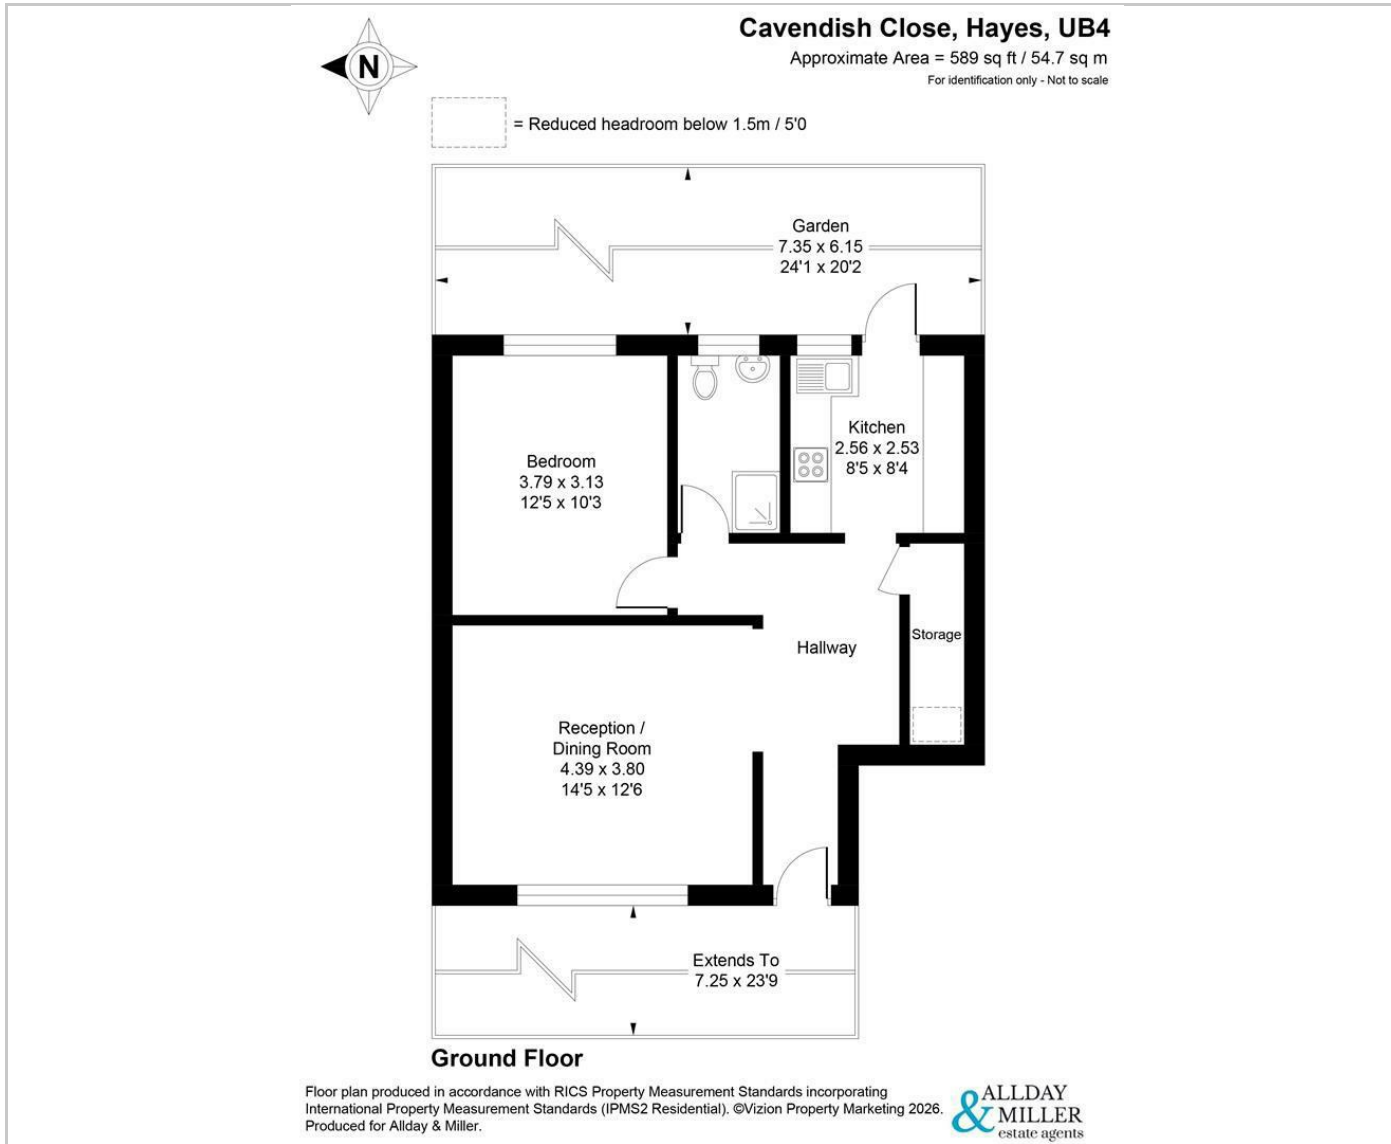 Cavendish Close, Hayes, UB4
Approximate Area = 589 sq ft / 54.7 sq m
For identification only - Not to scale
N
= Reduced headroom below 1.5m / 5'0
Garden
7.35 x 6.15
24'1 x 20'2
Kitchen
2.56 x 2.53
8'5 x 8'4
Bedroom
3.79 x 3.13
12'5 x 10'3
Storage
Hallway
Reception /
Dining Room
4.39 x 3.80
14'5 x 12'6
Extends To
7.25 x 23'9
Ground Floor
Floor plan produced in accordance with RICS Property Measurement Standards incorporating
International Property Measurement Standards (IPMS2 Residential). ©Vizion Property Marketing 2026.
Produced for Allday & Miller.
ALLDAY
& MILLER
estate agents